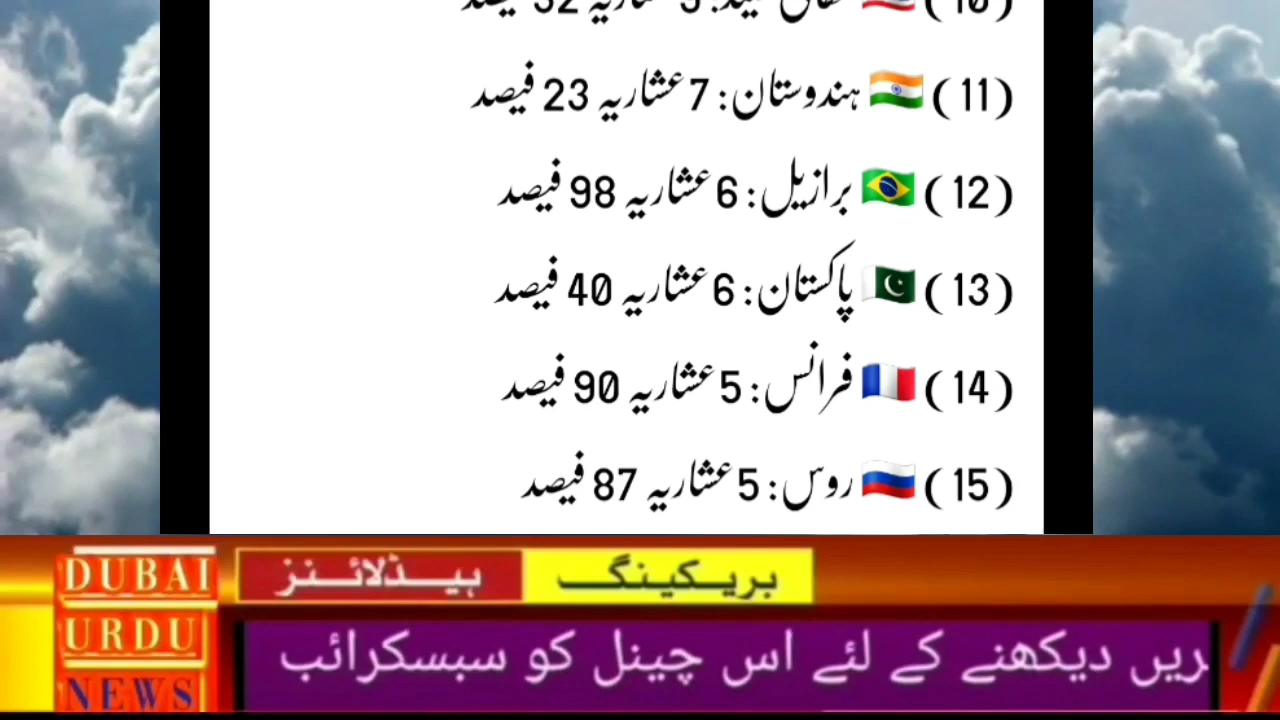 (11) 🇮🇳 ہندوستان: 7 عشاریہ 23 فیصد
(12) 🇧🇷 برازیل: 6 عشاریہ 98 فیصد
(13) 🇵🇰 پاکستان: 6 عشاریہ 40 فیصد
(14) 🇫🇷 فرانس: 5 عشاریہ 90 فیصد
(15) 🇷🇺 روس: 5 عشاریہ 87 فیصد
بریکینگ ہیڈلائنز
DUBAI
URDU
NEWS
دیکھنے کے لئے اس چینل کو سبسکرائب